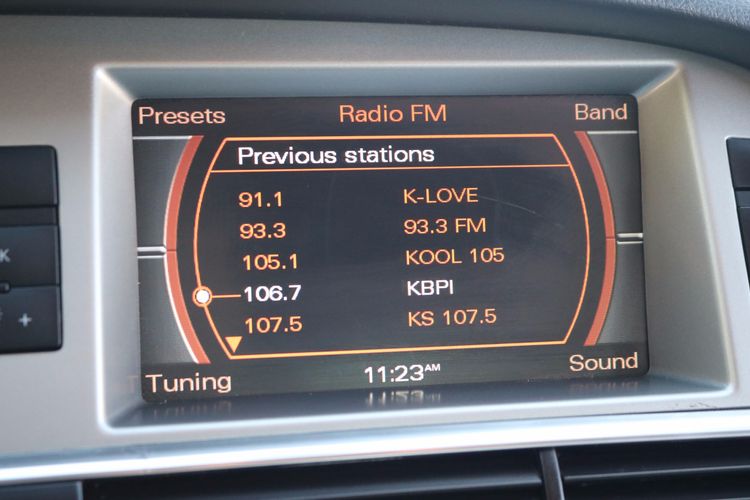 Presets Radio FM Band
Previous stations
91.1 K-LOVE
93.3 93.3 FM
105.1 KOOL 105
106.7 KBPI
107.5 KS 107.5
Tuning 11:23AM Sound
K
+